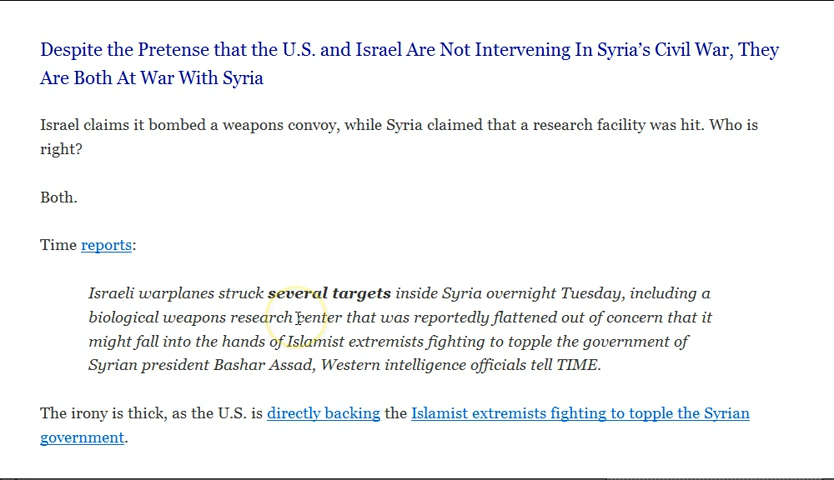 Despite the Pretense that the U.S. and Israel Are Not Intervening In Syria's Civil War, They
Are Both At War With Syria
Israel claims it bombed a weapons convoy, while Syria claimed that a research facility was hit. Who is
right?
Both.
Time reports:
Israeli warplanes struck several targets inside Syria overnight Tuesday, including a
biological weapons research center that was reportedly flattened out of concern that it
might fall into the hands of Islamist extremists fighting to topple the government of
Syrian president Bashar Assad, Western intelligence officials tell TIME.
The irony is thick, as the U.S. is directly backing the Islamist extremists fighting to topple the Syrian
government.